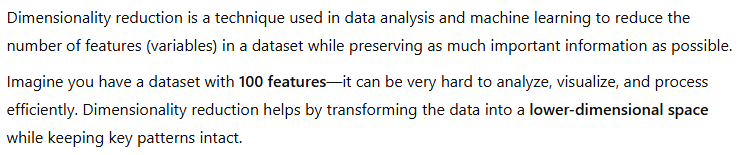 Dimensionality reduction is a technique used in data analysis and machine learning to reduce the
number of features (variables) in a dataset while preserving as much important information as possible.
Imagine you have a dataset with 100 features—it can be very hard to analyze, visualize, and process
efficiently. Dimensionality reduction helps by transforming the data into a lower-dimensional space
while keeping key patterns intact.